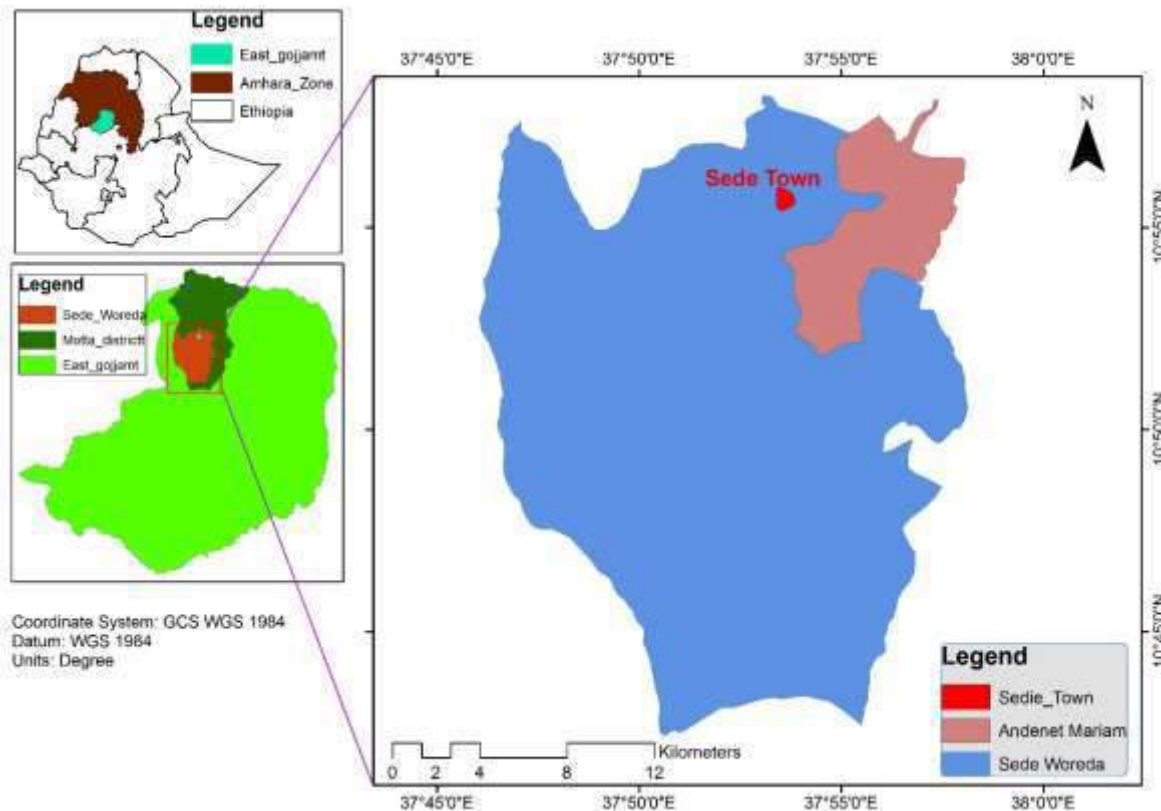 Legend
East_gojjamt
Amhara_Zone
Ethiopia
Legend
Sede_Woreda
Motta_districtt
East_gojjamt
Coordinate System: GCS WGS 1984
Datum: WGS 1984
Units: Degree
37°45'0"E 37°50'0"E 37°55'0"E 38°0'0"E
N
Sede Town
10°55'0"N
10°50'0"N
10°45'0"N
Legend
Sedie_Town
Andenet Mariam
Sede Woreda
Kilometers
0 2 4 8 12
37°45'0"E 37°50'0"E 37°55'0"E 38°0'0"E